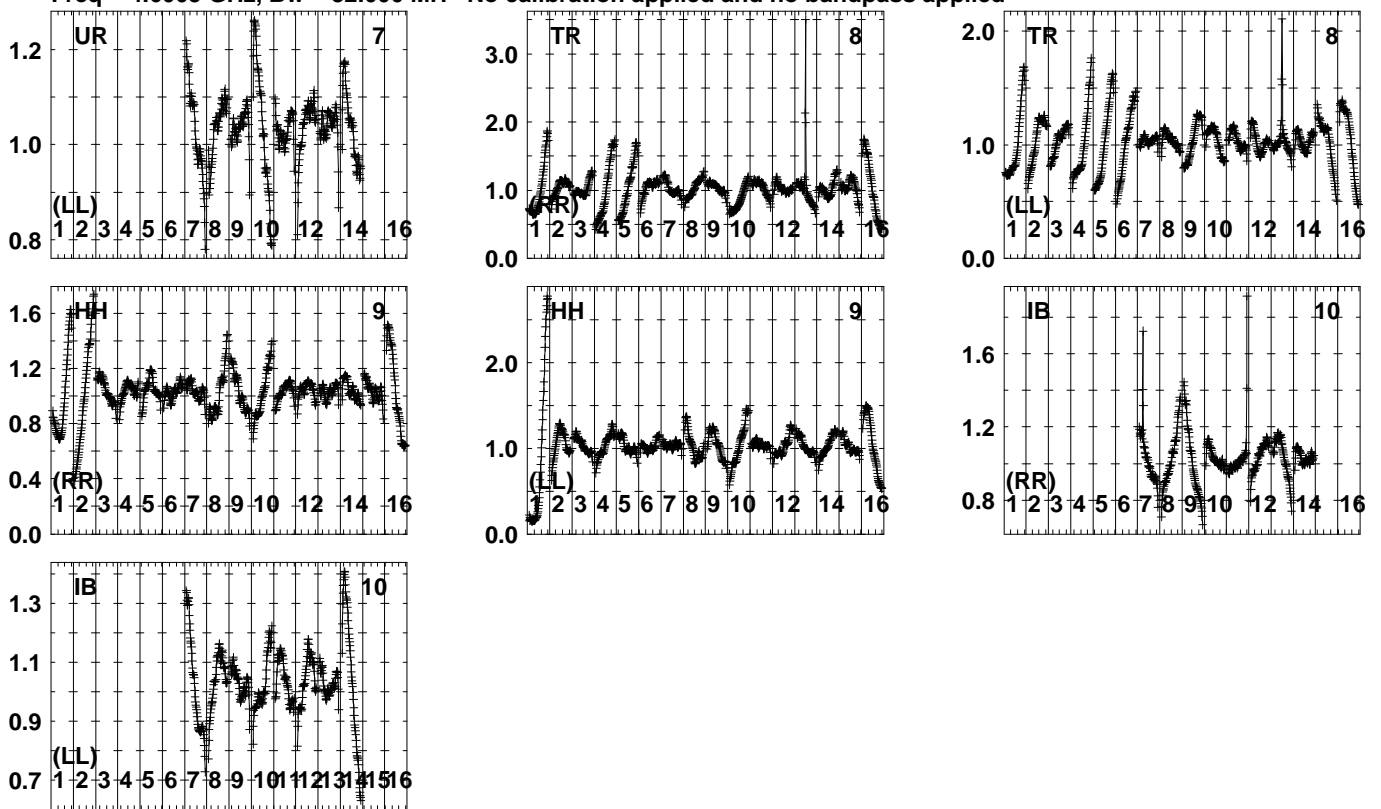 No calibration applied and no bandpass applied
UR 7
1.2
1.0
0.8
(LL)
1 2 3 4 5 6 7 8 9 10 12 14 16
TR 8
3.0
2.0
1.0
0.0
(RR)
1 2 3 4 5 6 7 8 9 10 12 14 16
TR 8
2.0
1.0
0.0
(LL)
1 2 3 4 5 6 7 8 9 10 12 14 16
HH 9
1.6
1.2
0.8
0.4
0.0
(RR)
1 2 3 4 5 6 7 8 9 10 12 14 16
HH 9
2.0
1.0
0.0
(LL)
1 2 3 4 5 6 7 8 9 10 12 14 16
IB 10
1.6
1.2
0.8
(RR)
1 2 3 4 5 6 7 8 9 10 12 14 16
IB 10
1.3
1.1
0.9
0.7
(LL)
1 2 3 4 5 6 7 8 9 10 11 12 13 14 15 16